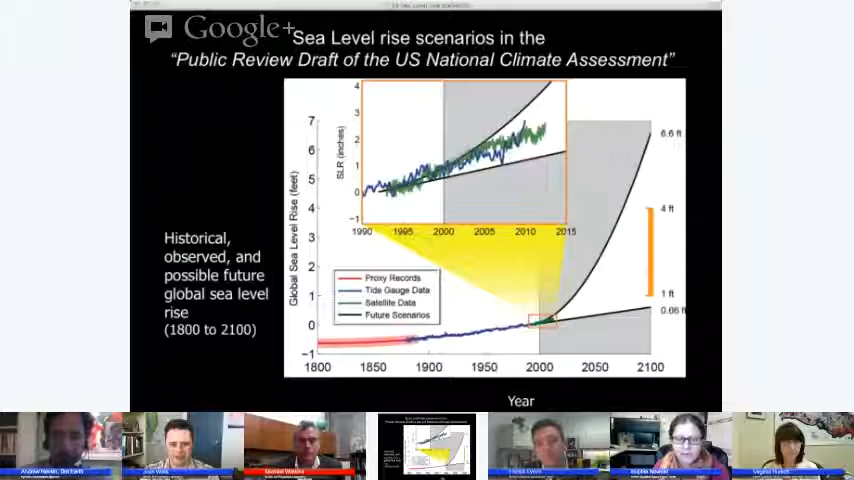 Google+
Sea Level rise scenarios in the
"Public Review Draft of the US National Climate Assessment"
Historical,
observed, and
possible future
global sea level
rise
(1800 to 2100)
Global Sea Level Rise (feet)
7
6
5
4
3
2
1
0
−1
SLR (inches)
4
3
2
1
0
−1
1990 1995 2000 2005 2010 2015
Proxy Records
Tide Gauge Data
Satellite Data
Future Scenarios
6.6 ft
4 ft
1 ft
0.66 ft
1800 1850 1900 1950 2000 2050 2100
Year